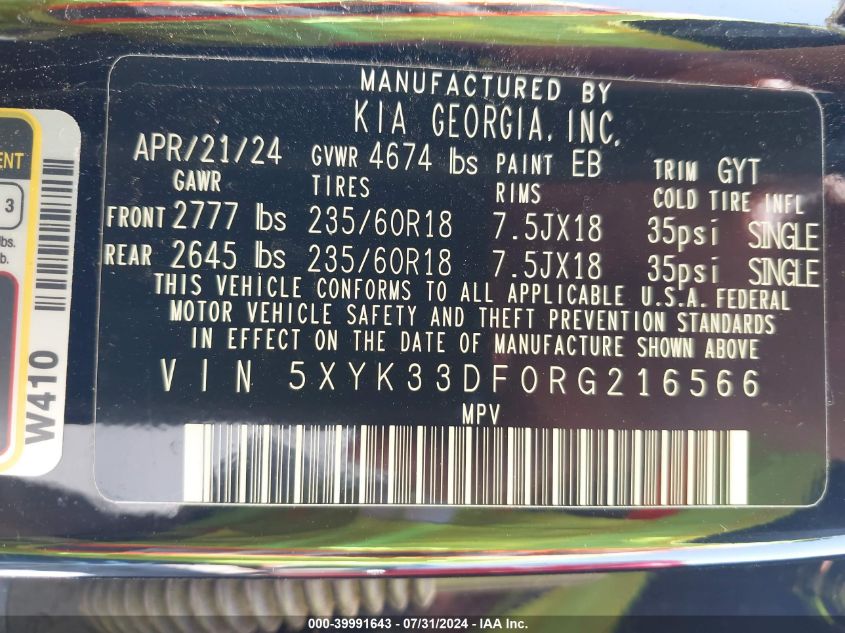 MANUFACTURED BY
KIA GEORGIA, INC.
APR/21/24 GVWR 4674 lbs PAINT EB TRIM GYT
GAWR TIRES RIMS COLD TIRE INFL
FRONT 2777 lbs 235/60R18 7.5JX18 35psi SINGLE
REAR 2645 lbs 235/60R18 7.5JX18 35psi SINGLE
THIS VEHICLE CONFORMS TO ALL APPLICABLE U.S.A. FEDERAL
MOTOR VEHICLE SAFETY AND THEFT PREVENTION STANDARDS
IN EFFECT ON THE DATE OF MANUFACTURE SHOWN ABOVE
VIN 5XYK33DF0RG216566
MPV
3
lbs.
W410
000-39991643 / 07/31/2024 - IAA Inc.